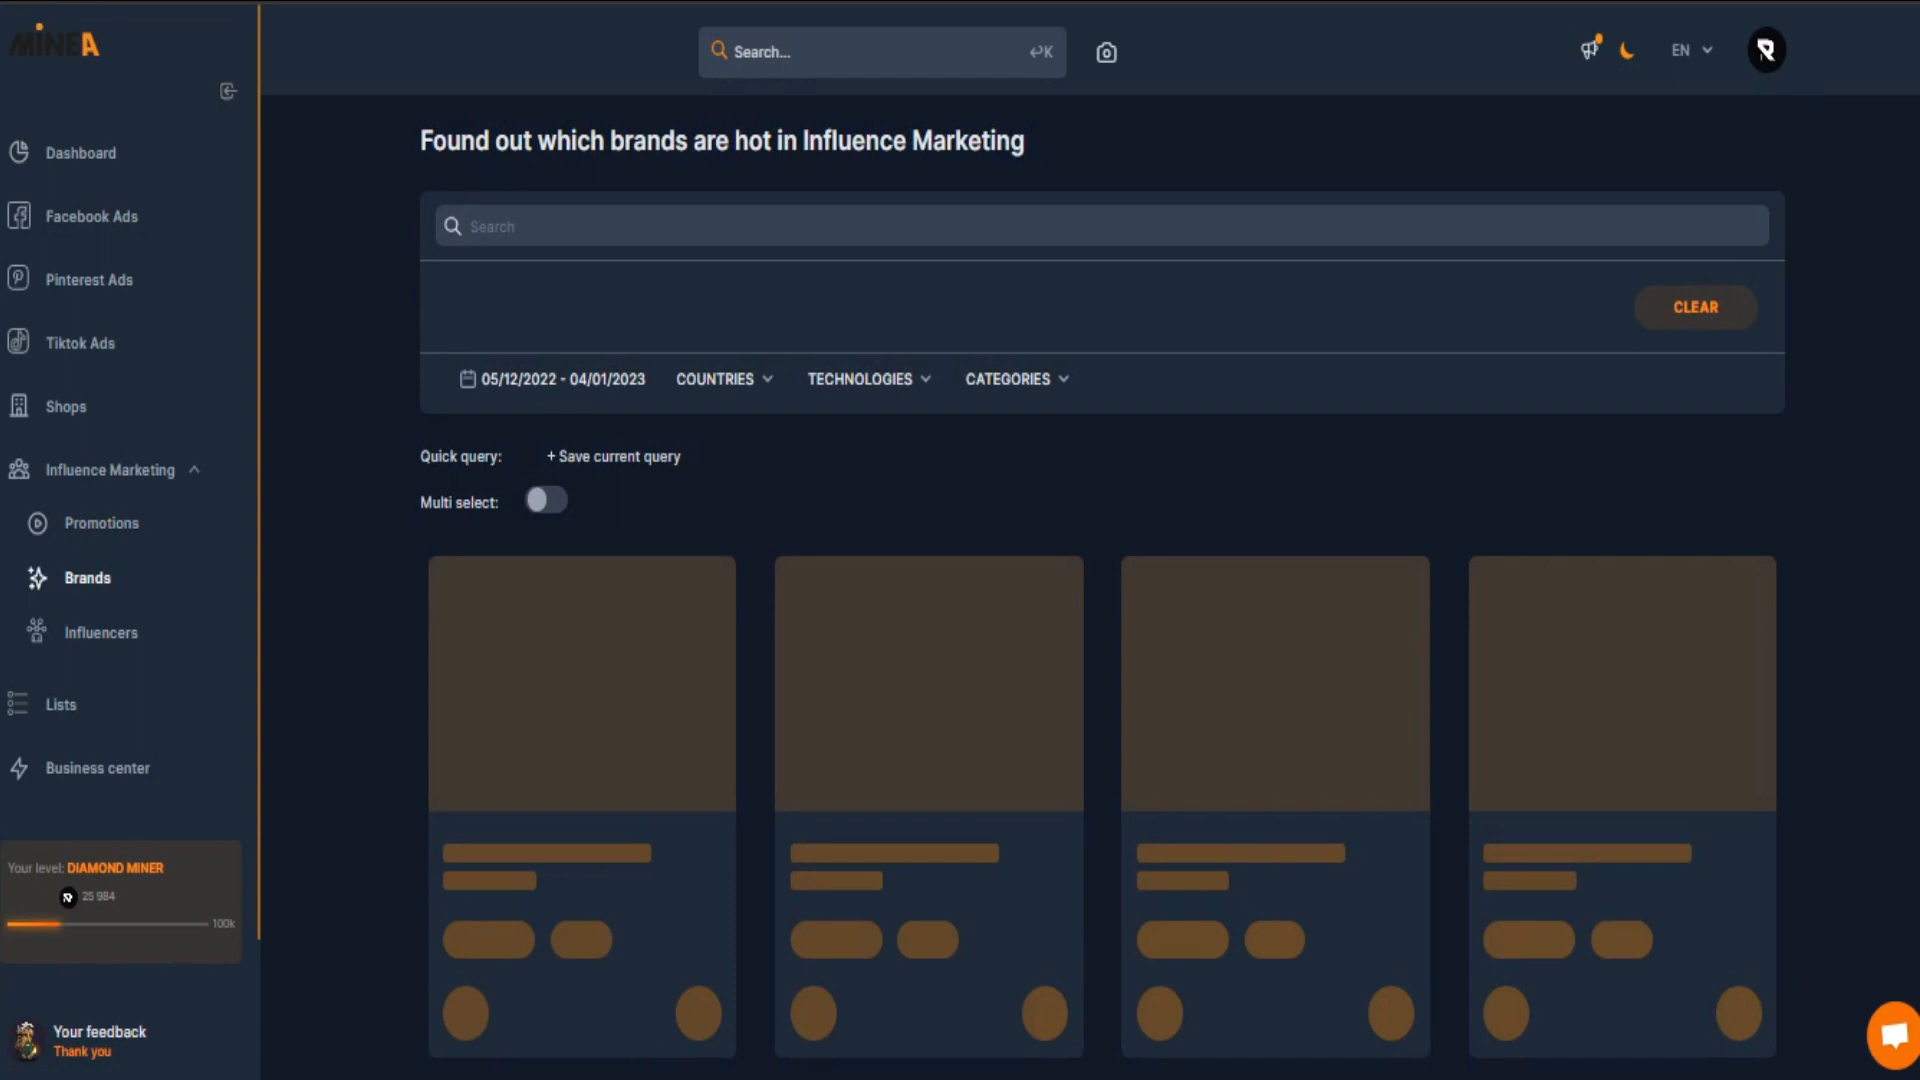 MINEA
Search...
K
EN
Dashboard
Facebook Ads
Pinterest Ads
Tiktok Ads
Shops
Influence Marketing
Promotions
Brands
Influencers
Lists
Business center
Your level: DIAMOND MINER
25 984
100k
Your feedback
Thank you
Found out which brands are hot in Influence Marketing
Search
CLEAR
05/12/2022 - 04/01/2023 COUNTRIES TECHNOLOGIES CATEGORIES
Quick query: + Save current query
Multi select: